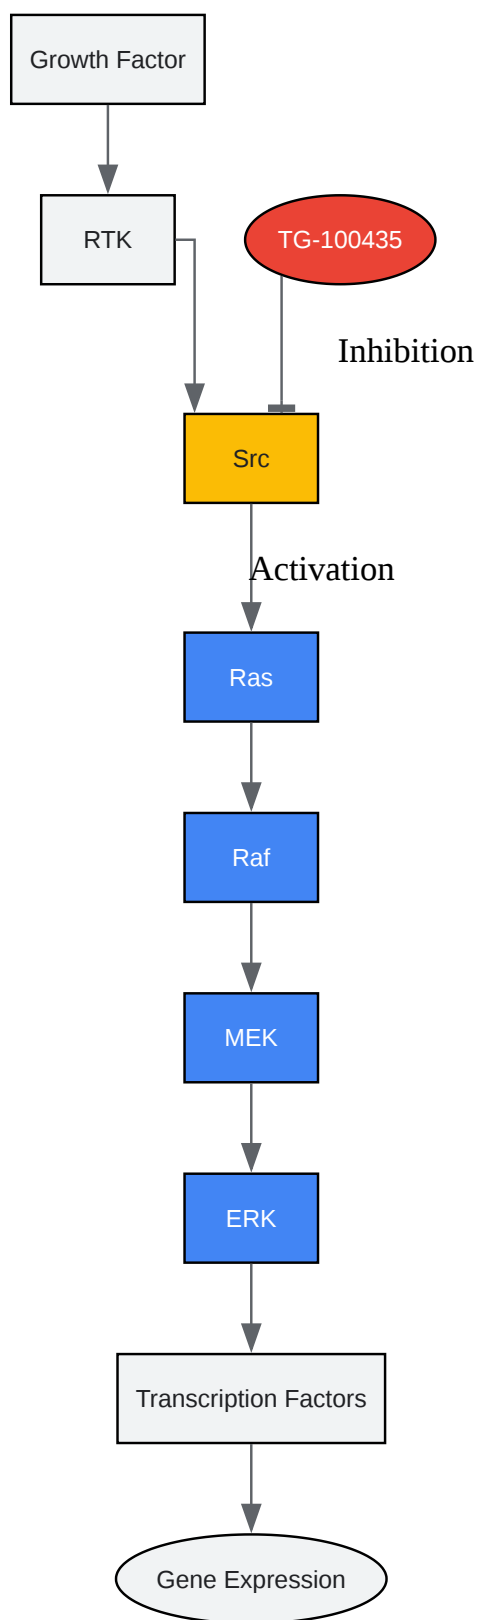 Growth Factor
RTK
TG-100435
Inhibition
Src
Activation
Ras
Raf
MEK
ERK
Transcription Factors
Gene Expression